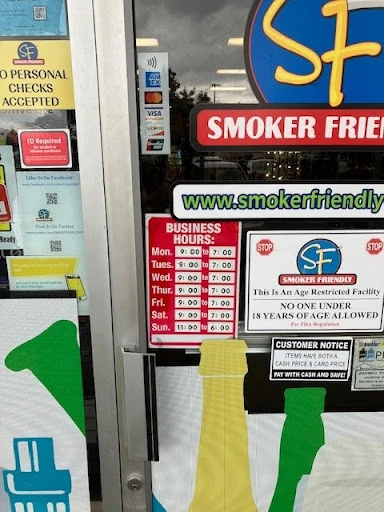 SF
SMOKER FRIENDLY
O PERSONAL
CHECKS
ACCEPTED
ID Required
Like Us On Facebook!
Find Us On Twitter
Ready
VISA
SF
SMOKER FRIEN
www.smokerfriendly
BUSINESS
HOURS:
Mon. 9:00 to 7:00
Tues. 9:00 to 7:00
Wed. 9:00 to 7:00
Thur. 9:00 to 7:00
Fri. 9:00 to 7:00
Sat. 9:00 to 7:00
Sun. 11:00 to 6:00
STOP
STOP
SF
SMOKER FRIENDLY
This Is An Age Restricted Facility
NO ONE UNDER
18 YEARS OF AGE ALLOWED
Per FDA Regulation
CUSTOMER NOTICE
ITEMS HAVE BOTH A
CASH PRICE & CARD PRICE
PAY WITH CASH AND SAVE!